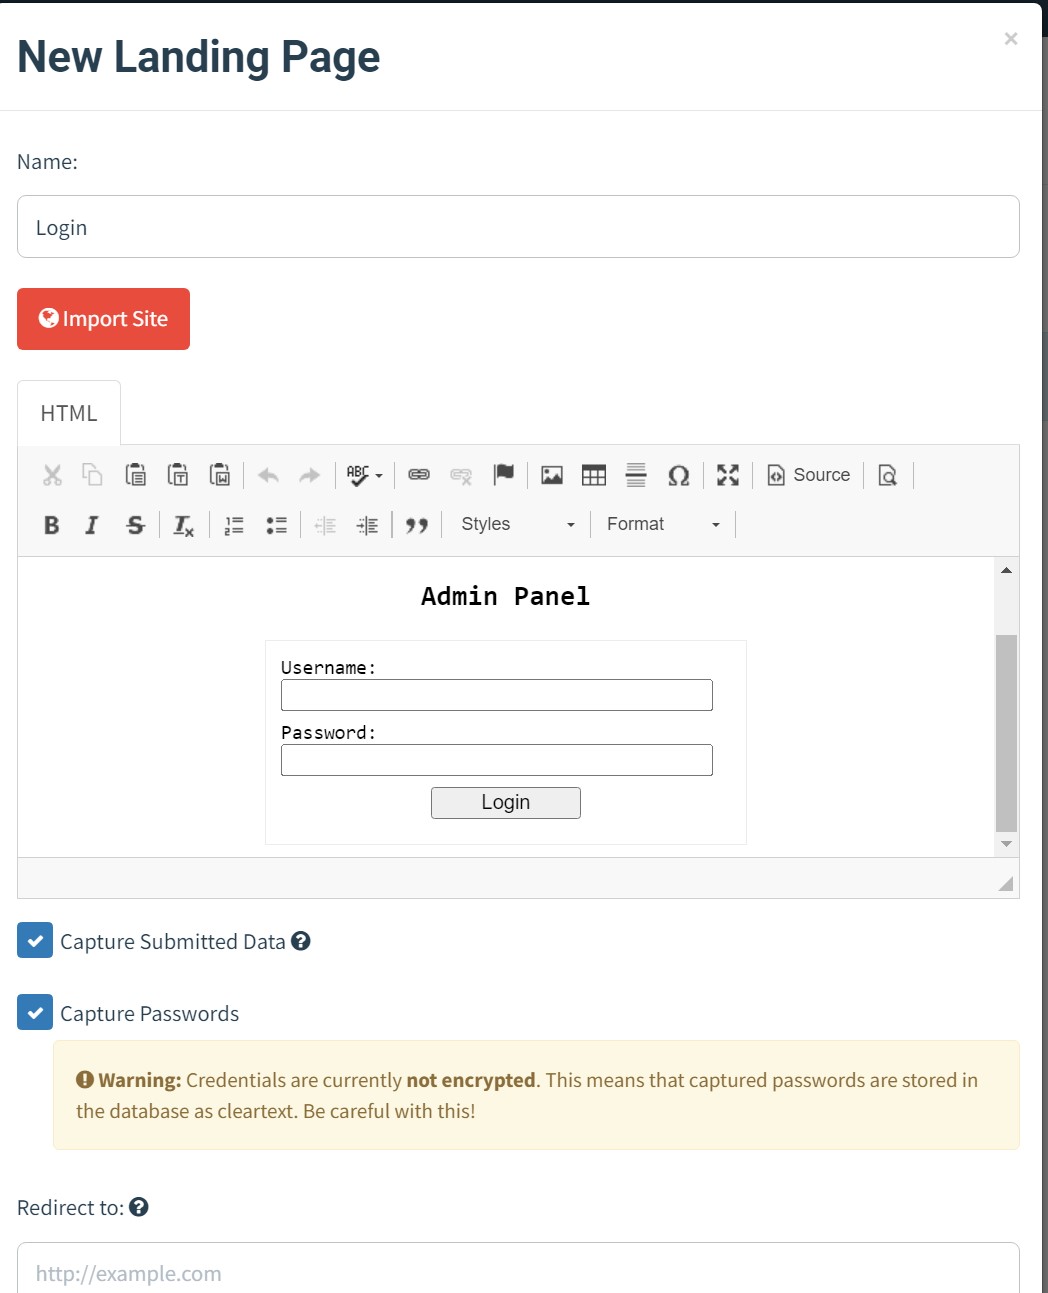 New Landing Page
×
Name:
Login
Import Site
HTML
ABC Source
B I S Tx Styles Format
Admin Panel
Username:
Password:
Login
Capture Submitted Data
Capture Passwords
Warning: Credentials are currently not encrypted. This means that captured passwords are stored in
the database as cleartext. Be careful with this!
Redirect to:
http://example.com